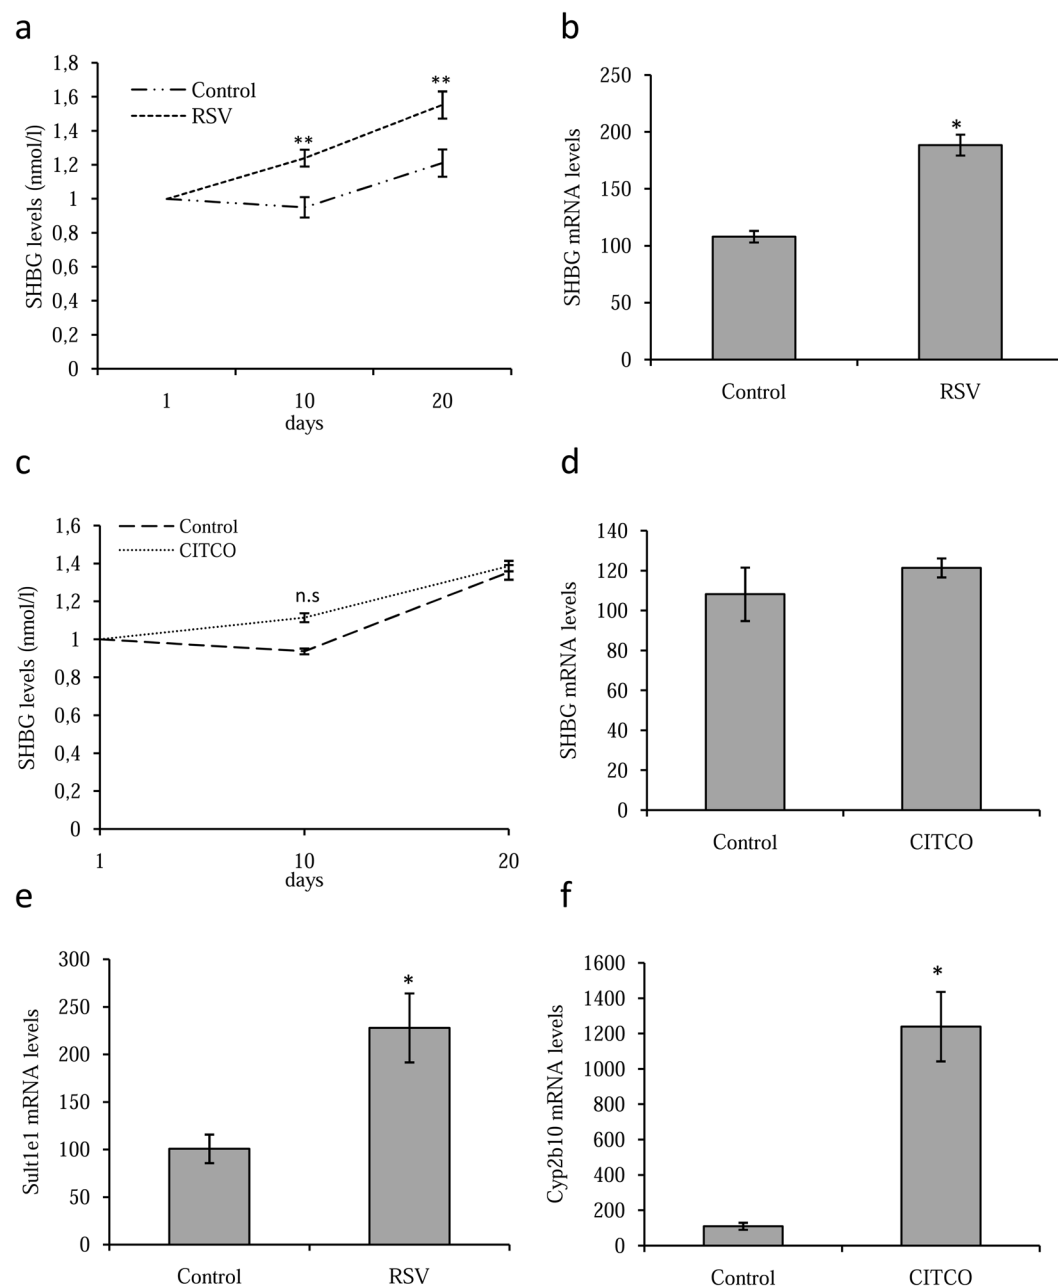 a
SHBG levels (nmol/l)
1,8
1,6
1,4
1,2
1
0,8
0,6
0,4
0,2
0
Control
RSV
**
**
1 10 20
days
b
SHBG mRNA levels
250
200
150
100
50
0
*
Control RSV
c
SHBG levels (nmol/l)
1,6
1,4
1,2
1
0,8
0,6
0,4
0,2
0
Control
CITCO
n.s
1 10 20
days
d
SHBG mRNA levels
140
120
100
80
60
40
20
0
Control CITCO
e
Sult1e1 mRNA levels
300
250
200
150
100
50
0
*
Control RSV
f
Cyp2b10 mRNA levels
1600
1400
1200
1000
800
600
400
200
0
*
Control CITCO